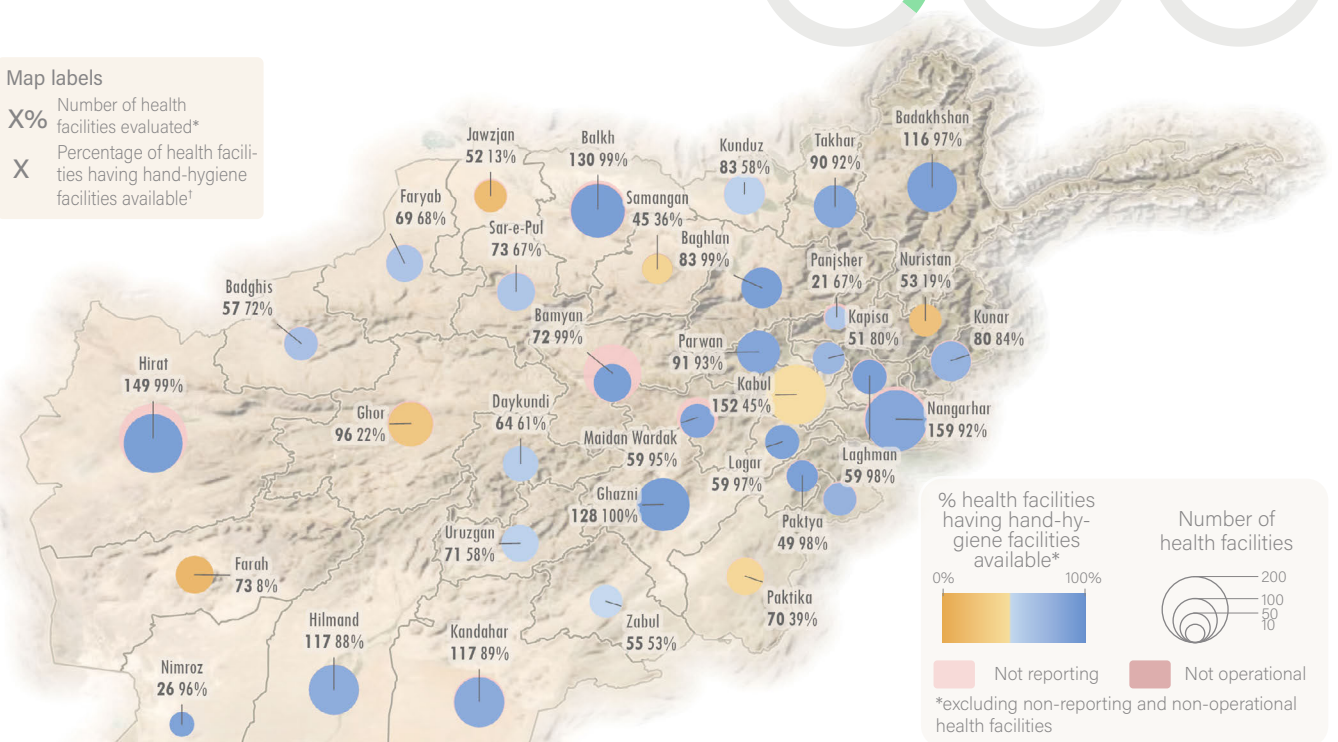 Map labels
X% Number of health
facilities evaluated*
X Percentage of health facili-
ties having hand-hygiene
facilities available†
Jawzjan
52 13%
Balkh
130 99%
Kunduz
83 58%
Takhar
90 92%
Badakhshan
116 97%
Faryab
69 68%
Samangan
45 36%
Sar-e-Pul
73 67%
Baghlan
83 99%
Panjsher
21 67%
Nuristan
53 19%
Badghis
57 72%
Bamyan
72 99%
Kapisa
51 80%
Kunar
80 84%
Parwan
91 93%
Hirat
149 99%
Kabul
152 45%
Ghor
96 22%
Daykundi
64 61%
Nangarhar
159 92%
Maidan Wardak
59 95%
Logar
59 97%
Laghman
59 98%
Ghazni
128 100%
Paktya
49 98%
Uruzgan
71 58%
Farah
73 8%
Paktika
70 39%
Hilmand
117 88%
Kandahar
117 89%
Zabul
55 53%
Nimroz
26 96%
% health facilities
having hand-hy-
giene facilities
available*
0% 100%
Number of
health facilities
200
100
50
10
Not reporting
Not operational
*excluding non-reporting and non-operational
health facilities